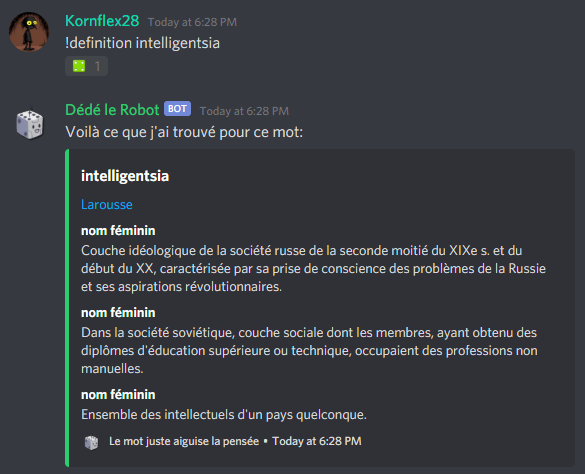 Kornflex28 Today at 6:28 PM
!definition intelligentsia
1
Dédé le Robot BOT Today at 6:28 PM
Voilà ce que j'ai trouvé pour ce mot:
intelligentsia
Larousse
nom féminin
Couche idéologique de la société russe de la seconde moitié du XIXe s. et du
début du XX, caractérisée par sa prise de conscience des problèmes de la Russie
et ses aspirations révolutionnaires.
nom féminin
Dans la société soviétique, couche sociale dont les membres, ayant obtenu des
diplômes d'éducation supérieure ou technique, occupaient des professions non
manuelles.
nom féminin
Ensemble des intellectuels d'un pays quelconque.
Le mot juste aiguise la pensée • Today at 6:28 PM